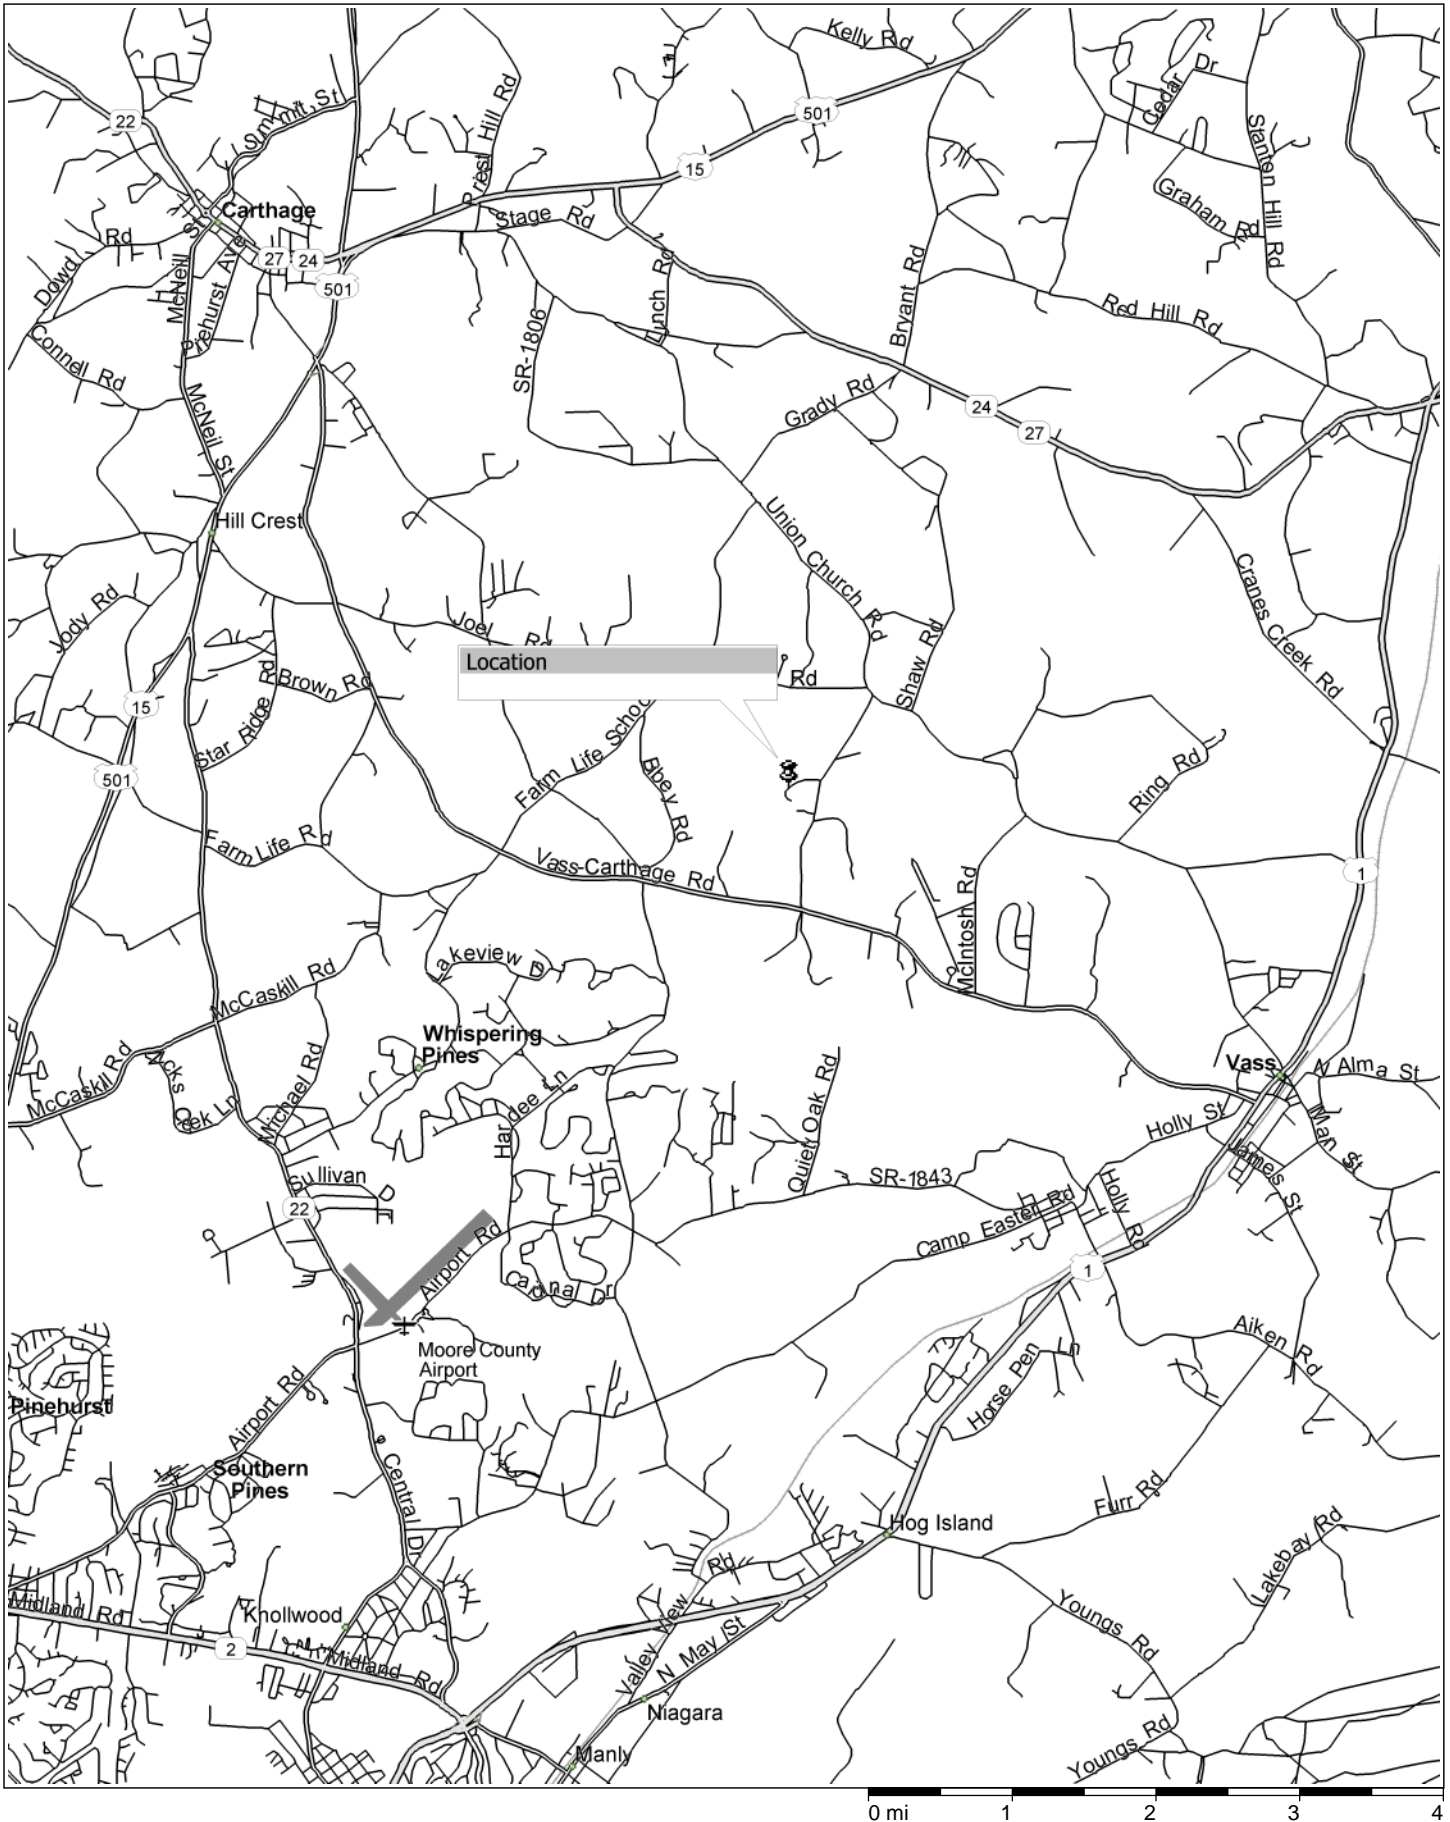 Kelly Rd
Cedar Dr
22
Summit St
501
Priest Hill Rd
15
Stanton Hill Rd
Graham Rd
Carthage
Stage Rd
Dowd Rd
McNeill St
27
24
501
Lynch Rd
Bryant Rd
Red Hill Rd
Connell Rd
SR-1806
McNeil St
Grady Rd
24
27
Hill Crest
Union Church Rd
Cranes Creek Rd
Jody Rd
Joel Rd
Shaw Rd
Location
Rd
Brown Rd
Star Ridge Rd
15
501
Farm Life School
Ring Rd
Farm Life Rd
Vass-Carthage Rd
1
McIntosh Rd
Lakeview D
McCaskill Rd
Whispering
Pines
Vass
N Alma St
McCaskill Rd
Michael Rd
Hardee Ln
Quiet Oak Rd
Holly St
Man St
James St
Sullivan
22
SR-1843
Camp Easter Rd
Holly Rd
1
Airport Rd
Cardinal Dr
Moore County
Airport
Aiken Rd
Horse Pen Ln
Pinehurst
Airport Rd
Southern
Pines
Central Dr
Furr Rd
Hog Island
Lakebay Rd
Midland Rd
Knollwood
2
Midland Rd
Valley View Rd
N May St
Youngs Rd
Niagara
Manly
Youngs Rd
0 mi 1 2 3 4